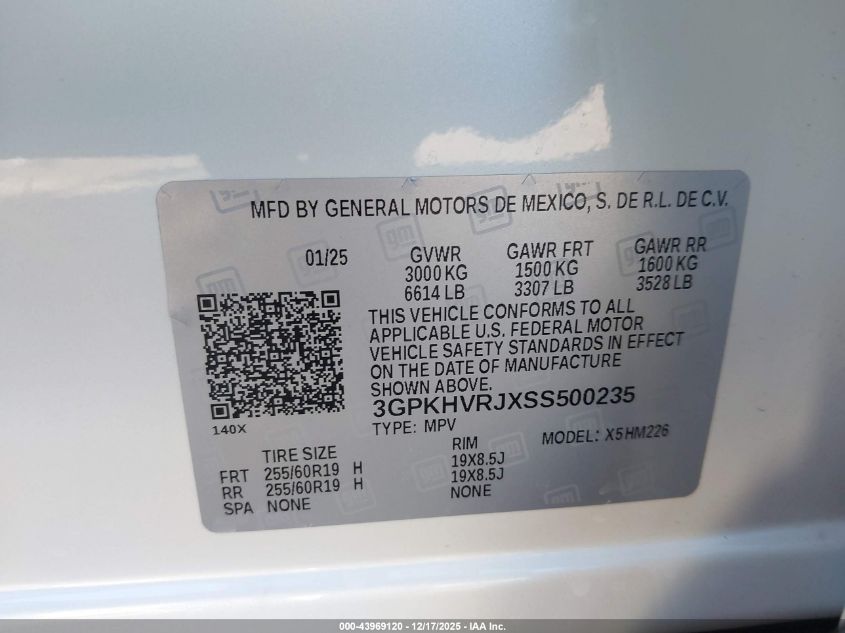 MFD BY GENERAL MOTORS DE MEXICO, S. DE R.L. DE C.V.
01/25 GVWR GAWR FRT GAWR RR
3000 KG 1500 KG 1600 KG
6614 LB 3307 LB 3528 LB
THIS VEHICLE CONFORMS TO ALL
APPLICABLE U.S. FEDERAL MOTOR
VEHICLE SAFETY STANDARDS IN EFFECT
ON THE DATE OF MANUFACTURE
SHOWN ABOVE.
3GPKHVRJXSS500235
140X
TYPE: MPV MODEL: X5HM226
TIRE SIZE RIM
FRT 255/60R19 H 19X8.5J
RR 255/60R19 H 19X8.5J
SPA NONE NONE
gm
000-43969120 - 12/17/2025 - IAA Inc.